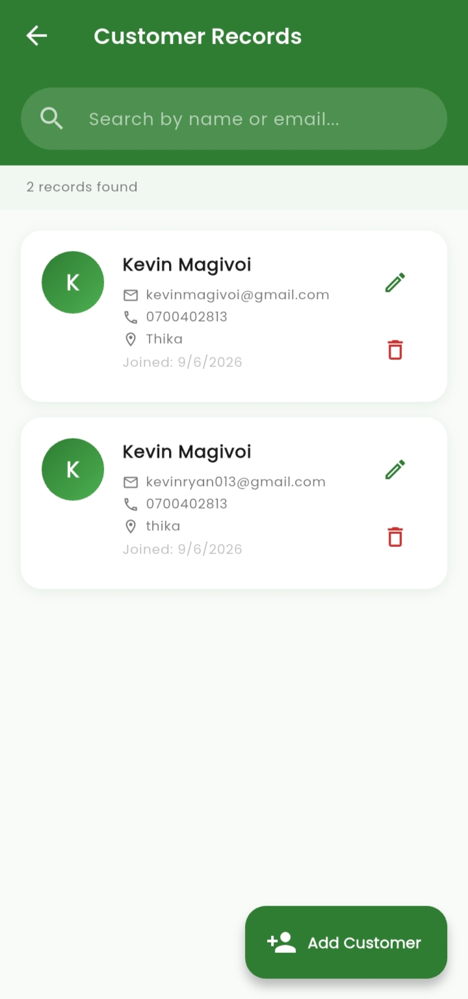 Customer Records
Search by name or email...
2 records found
K
Kevin Magivoi
kevinmagivoi@gmail.com
0700402813
Thika
Joined: 9/6/2026
K
Kevin Magivoi
kevinryan013@gmail.com
0700402813
thika
Joined: 9/6/2026
Add Customer